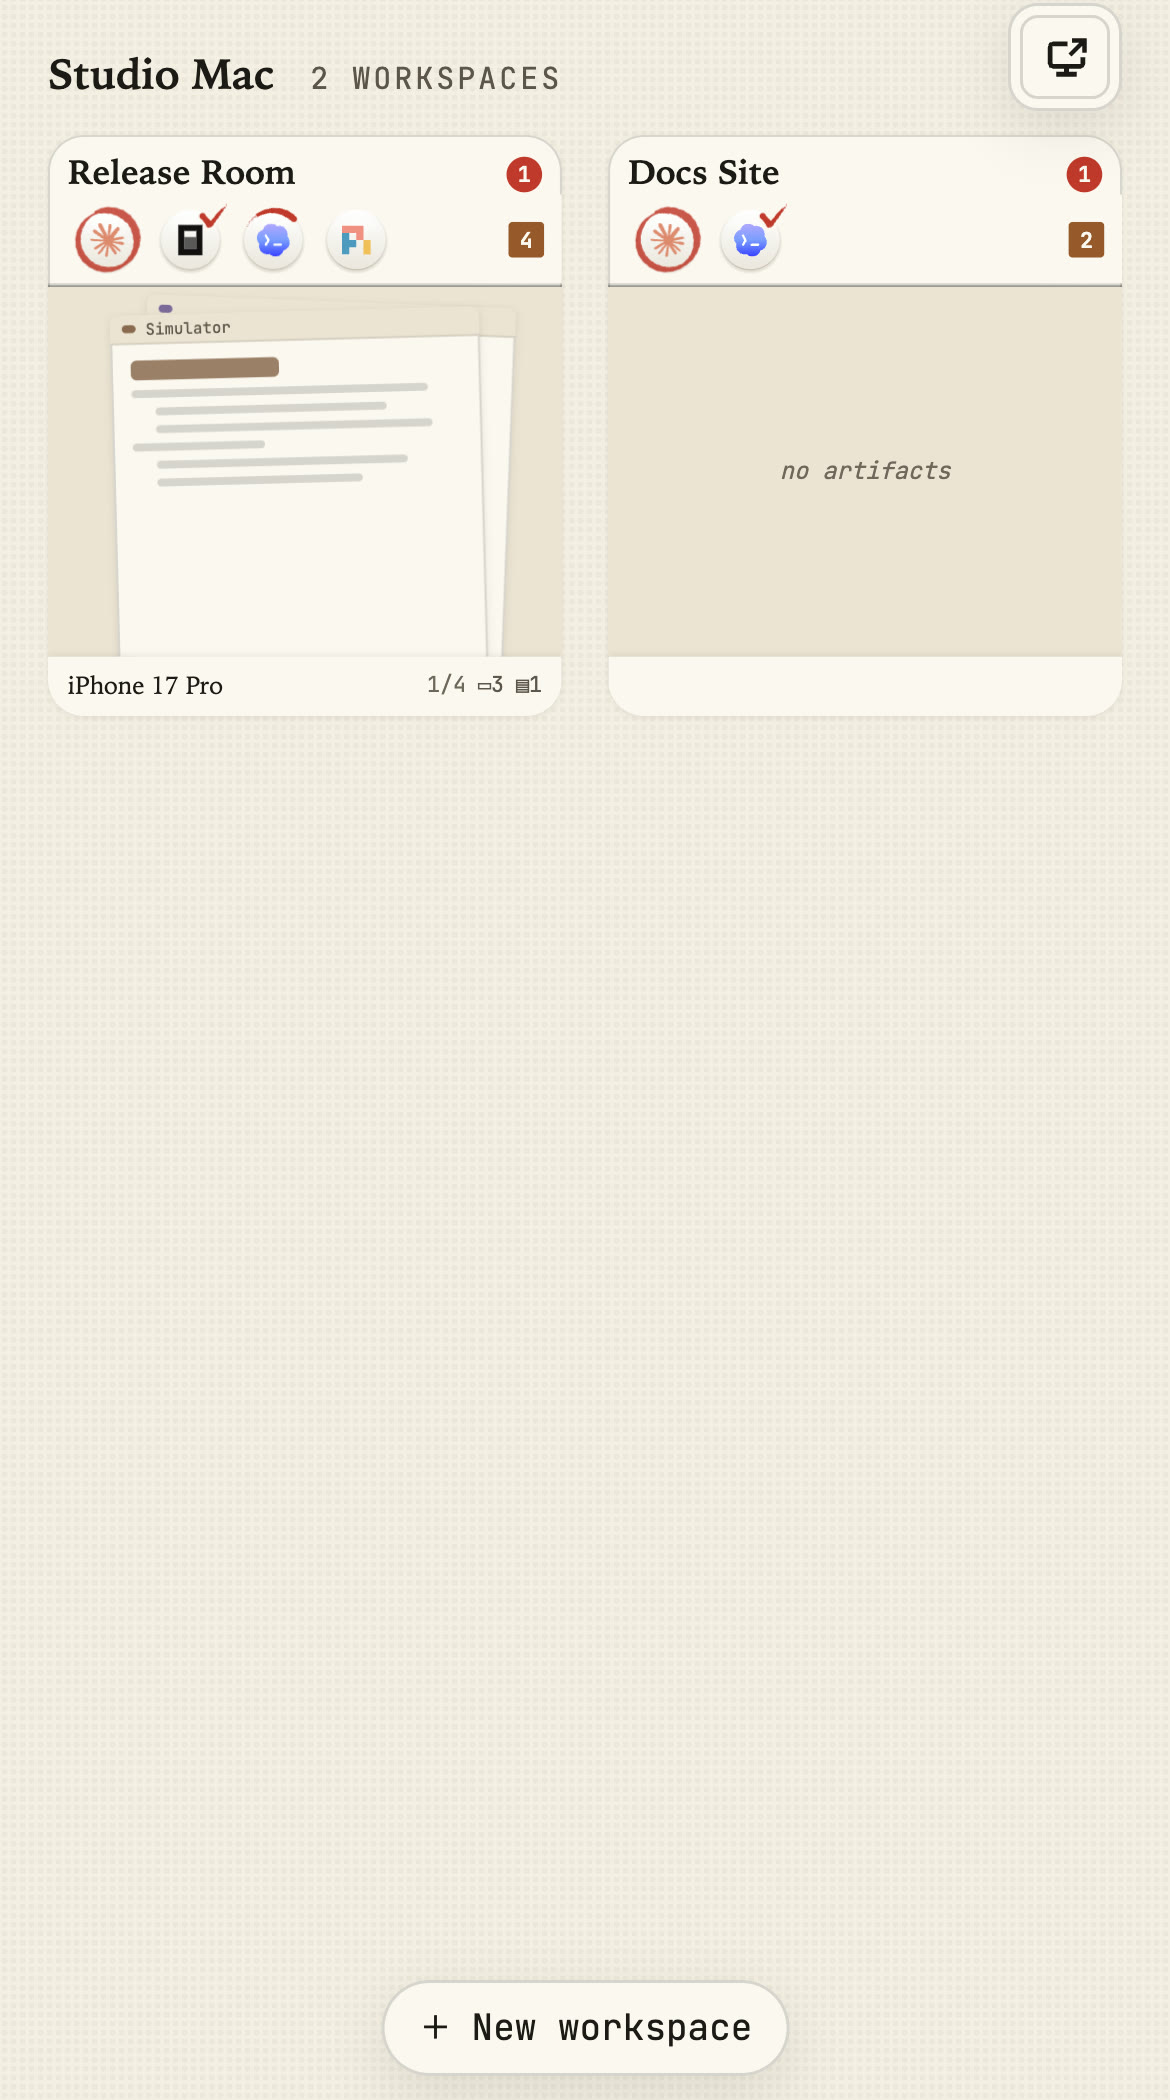 Studio Mac 2 WORKSPACES
Release Room 1
4
Simulator
iPhone 17 Pro 1/4 ▭3 ▤1
Docs Site 1
2
no artifacts
+ New workspace